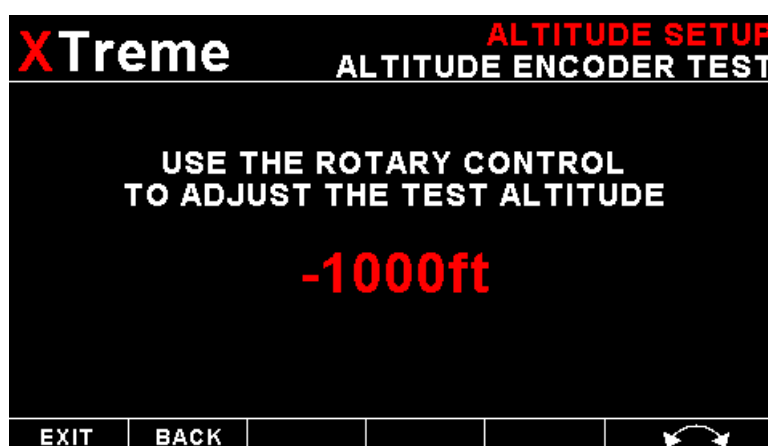 XTreme
ALTITUDE SETUP
ALTITUDE ENCODER TEST
USE THE ROTARY CONTROL
TO ADJUST THE TEST ALTITUDE
-1000ft
EXIT BACK